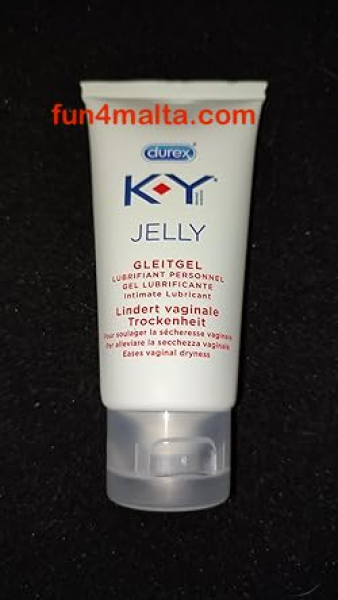 fun4malta.com
durex
K-Y
JELLY
GLEITGEL
LUBRIFIANT PERSONNEL
GEL LUBRIFICANTE
Intimate Lubricant
Lindert vaginale
Trockenheit
Pour soulager la sécheresse vaginale
Per alleviare la secchezza vaginale
Eases vaginal dryness